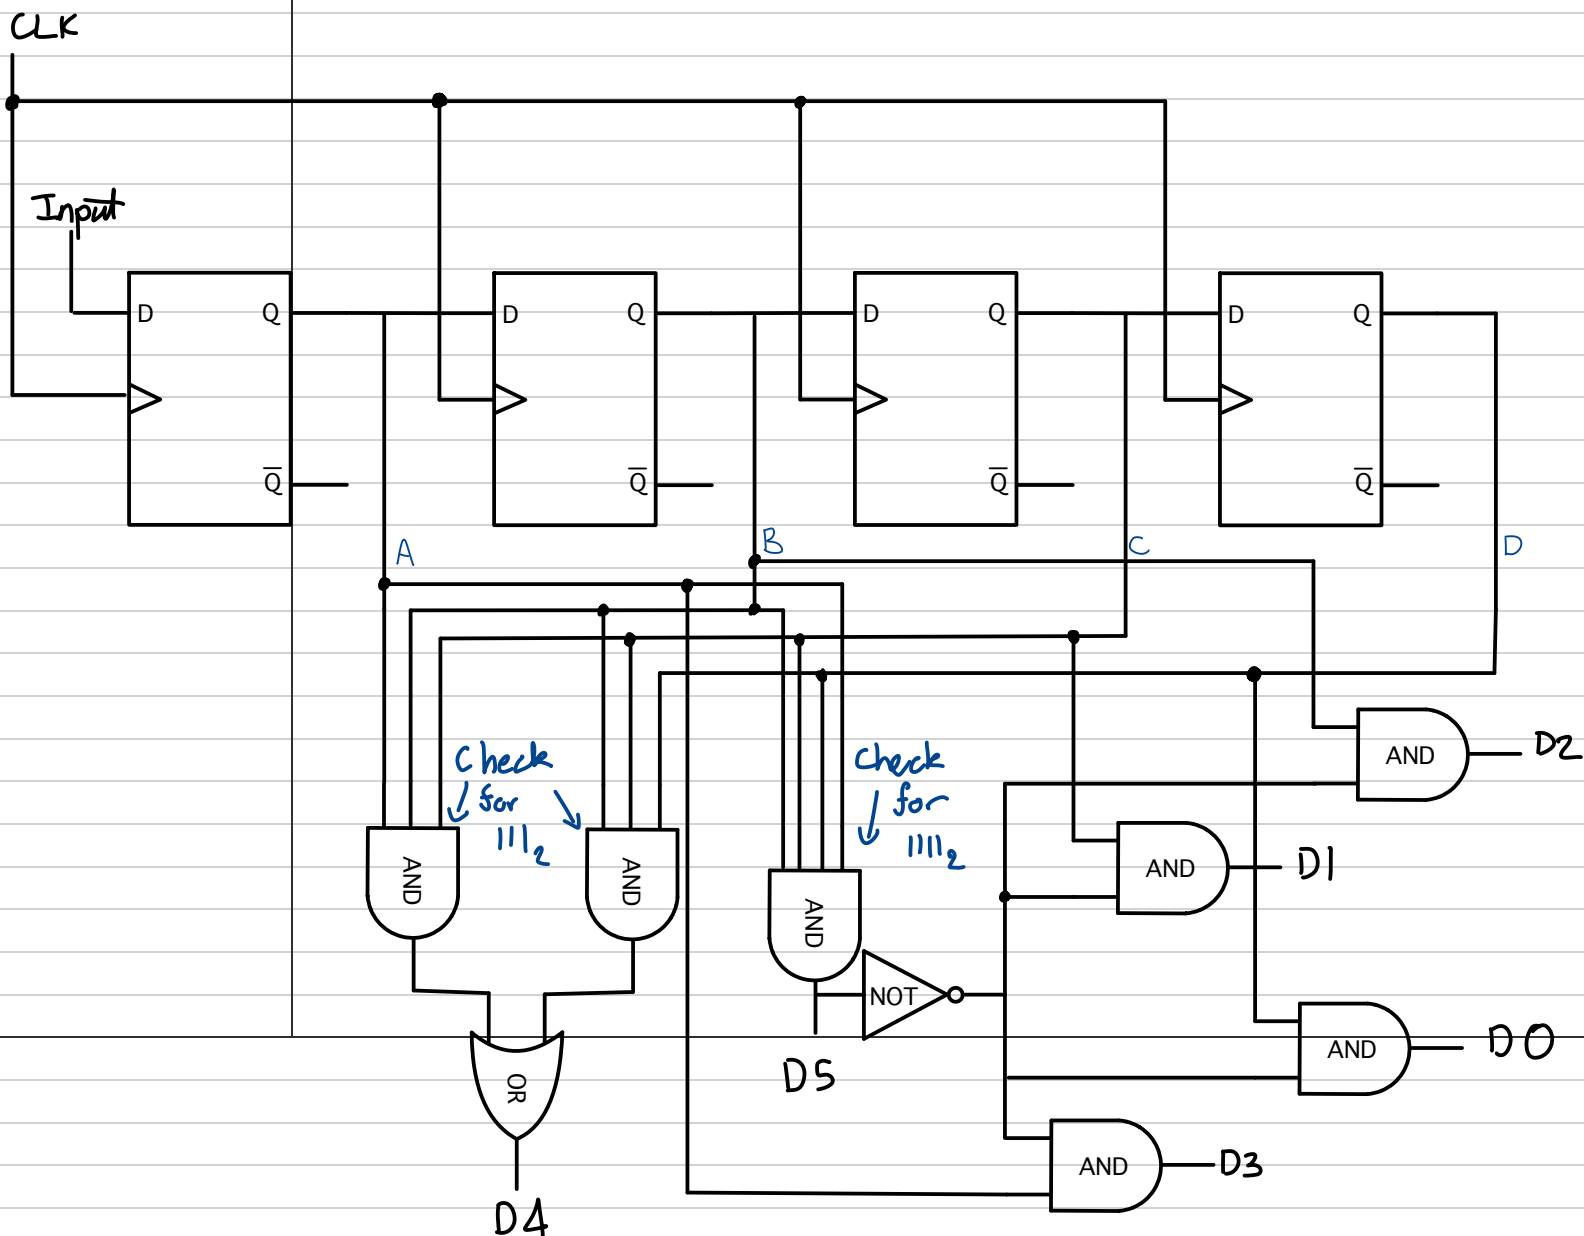 CLK
Input
D Q
D Q
D Q
D Q
Q̅
Q̅
Q̅
Q̅
A
B
C
D
Check
for
111₂
Check
for
1111₂
AND
AND
AND
AND
D2
AND
D1
NOT
AND
D0
D5
OR
AND
D3
D4